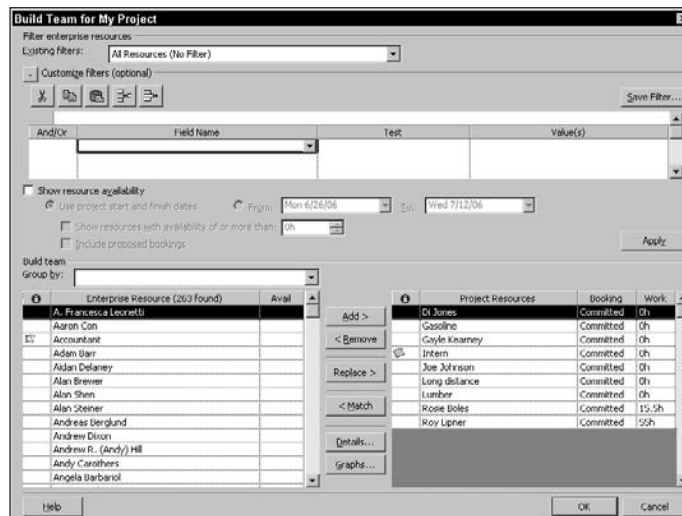 Build Team for My Project
Filter enterprise resources
Existing filters: All Resources (No Filter)
- Customize filters (optional)
Save Filter...
And/Or Field Name Test Value(s)
Show resource availability
Use project start and finish dates From: Mon 6/26/06 To: Wed 7/12/06
Show resources with availability of or more than: 0h
Include proposed bookings
Apply
Build team
Group by:
Enterprise Resource (263 found) Avail
A. Francesca Leonetti
Aaron Con
Accountant
Adam Barr
Aidan Delaney
Alan Brewer
Alan Shen
Alan Steiner
Andreas Berglund
Andrew Dixon
Andrew R. (Andy) Hill
Andy Carothers
Angela Barbariol
Add >
< Remove
Replace >
< Match
Details...
Graphs...
Project Resources Booking Work
Di Jones Committed 0h
Gasoline Committed 0h
Gayle Kearney Committed 0h
Intern Committed 0h
Joe Johnson Committed 0h
Long distance Committed 0h
Lumber Committed 0h
Rosie Boles Committed 15.5h
Roy Lipner Committed 55h
Help OK Cancel